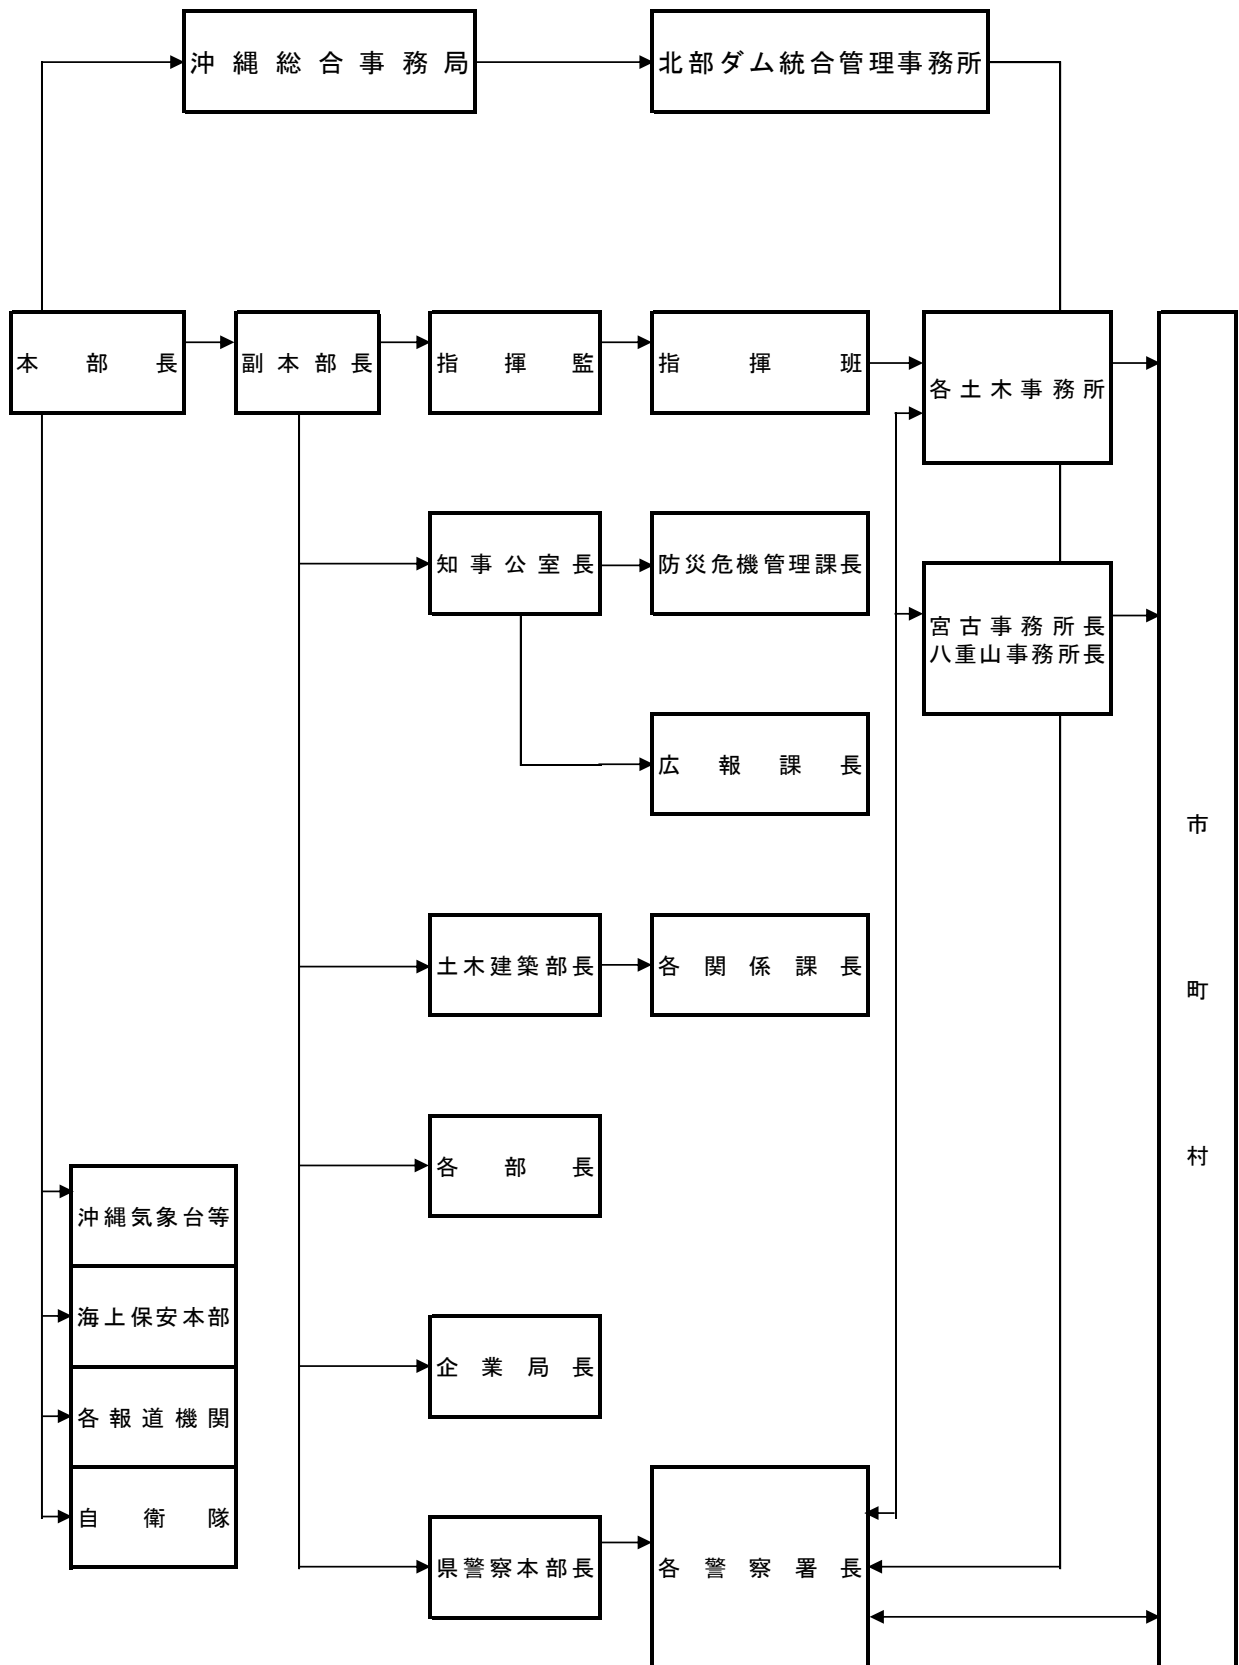 沖縄総合事務局
北部ダム統合管理事務所
本部長
副本部長
指揮監
指揮班
各土木事務所
知事公室長
防災危機管理課長
宮古事務所長
八重山事務所長
広報課長
市町村
土木建築部長
各関係課長
各部長
沖縄気象台等
海上保安本部
企業局長
各報道機関
自衛隊
県警察本部長
各警察署長